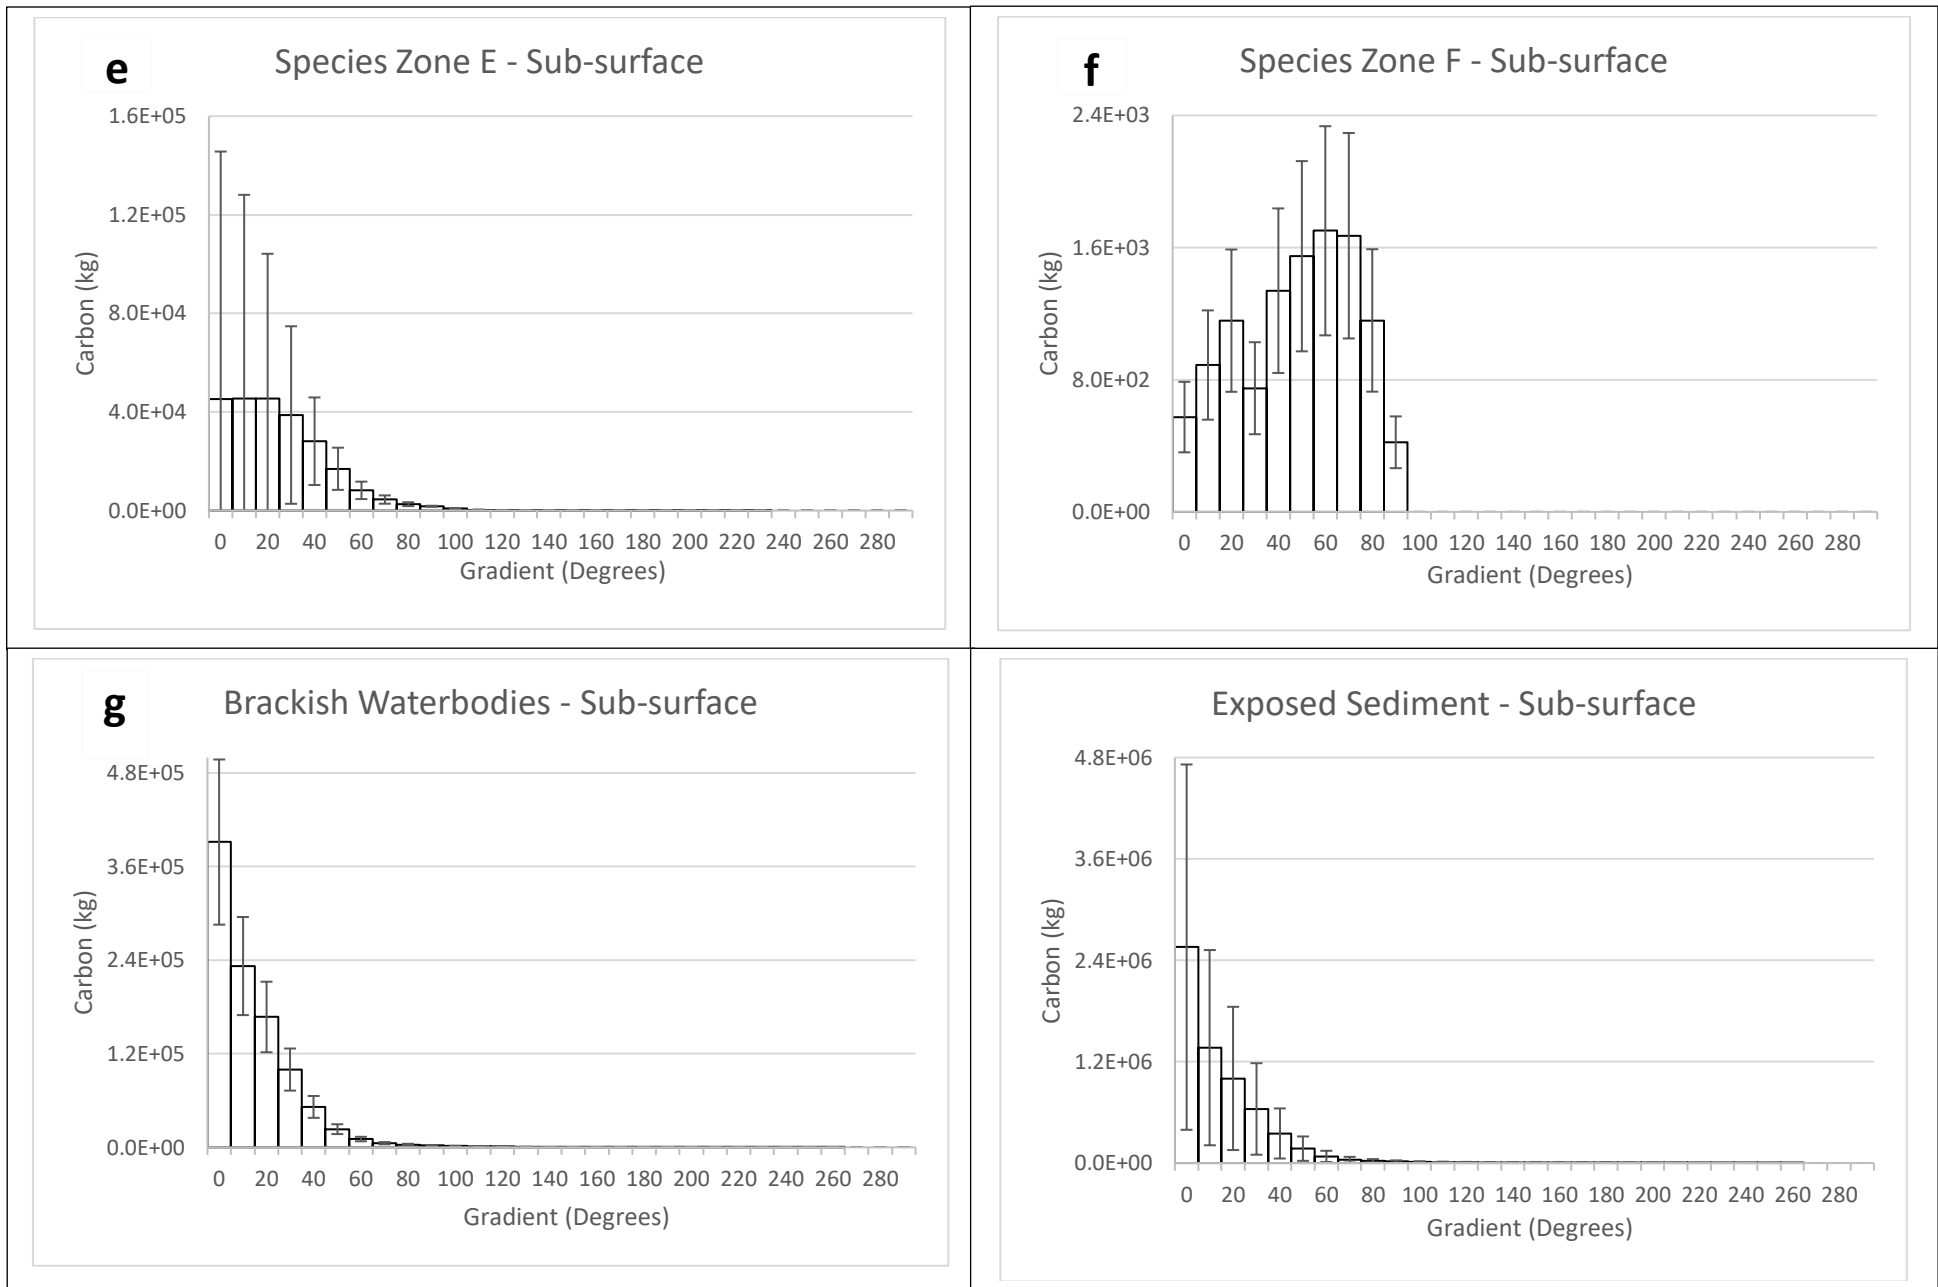 e
Species Zone E - Sub-surface
1.6E+05
1.2E+05
8.0E+04
4.0E+04
0.0E+00
Carbon (kg)
0 20 40 60 80 100 120 140 160 180 200 220 240 260 280
Gradient (Degrees)
f
Species Zone F - Sub-surface
2.4E+03
1.6E+03
8.0E+02
0.0E+00
Carbon (kg)
0 20 40 60 80 100 120 140 160 180 200 220 240 260 280
Gradient (Degrees)
g
Brackish Waterbodies - Sub-surface
4.8E+05
3.6E+05
2.4E+05
1.2E+05
0.0E+00
Carbon (kg)
0 20 40 60 80 100 120 140 160 180 200 220 240 260 280
Gradient (Degrees)
Exposed Sediment - Sub-surface
4.8E+06
3.6E+06
2.4E+06
1.2E+06
0.0E+00
Carbon (kg)
0 20 40 60 80 100 120 140 160 180 200 220 240 260 280
Gradient (Degrees)